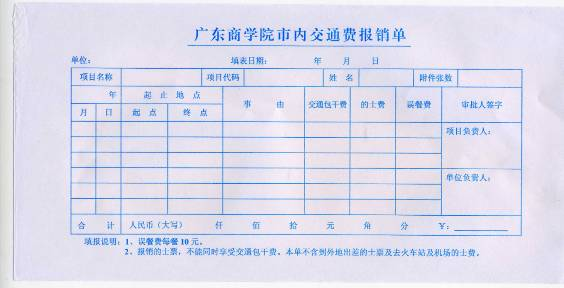 广东商学院市内交通费报销单
单位： 填表日期： 年 月 日
项目名称 项目代码 姓名 附件张数
年 起止地点 事由 交通包干费 的士费 误餐费 审批人签字
月 日 起点 终点
项目负责人：
单位负责人：
合计 人民币（大写） 仟 佰 拾 元 角 分 ￥：
填报说明：1、误餐费每餐10元。
2、报销的士票，不能同时享受交通包干费。本单不含到外地出差的士票及去火车站及机场的士费。